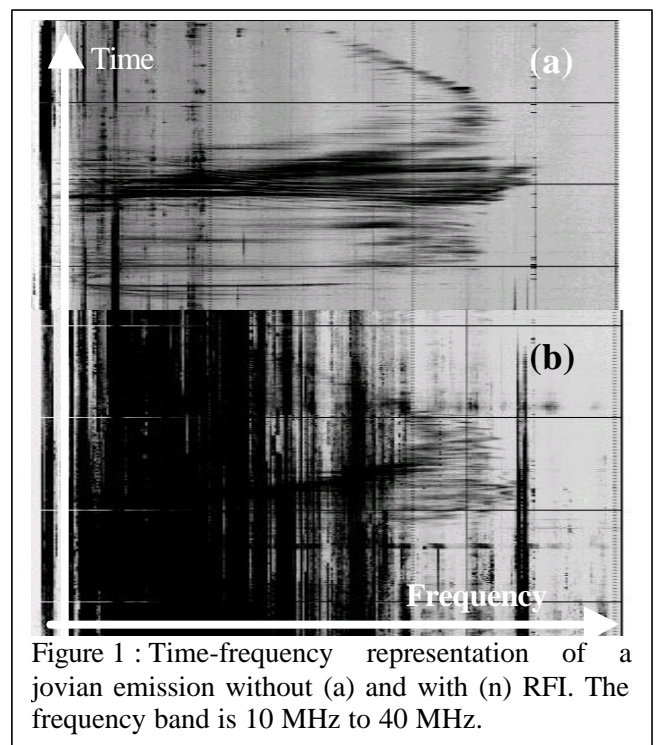 Time
(a)
(b)
Frequency
Figure 1 : Time-frequency representation of a
jovian emission without (a) and with (n) RFI. The
frequency band is 10 MHz to 40 MHz.